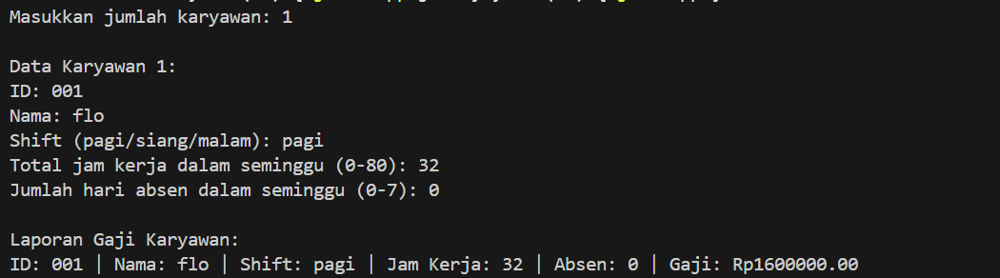 Masukkan jumlah karyawan: 1
Data Karyawan 1:
ID: 001
Nama: flo
Shift (pagi/siang/malam): pagi
Total jam kerja dalam seminggu (0-80): 32
Jumlah hari absen dalam seminggu (0-7): 0
Laporan Gaji Karyawan:
ID: 001 | Nama: flo | Shift: pagi | Jam Kerja: 32 | Absen: 0 | Gaji: Rp1600000.00